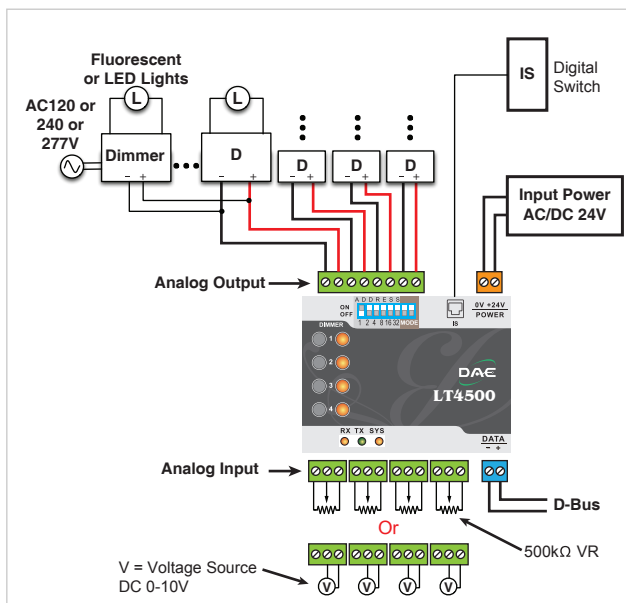 Fluorescent
or LED Lights
AC120 or
240 or
277V
L
L
Dimmer
- +
D
- +
D
- +
D
- +
D
- +
IS
Digital
Switch
Input Power
AC/DC 24V
Analog Output
ADDRESS
ON
OFF
1 2 4 8 16 32 MODE
IS
0V +24V
POWER
DIMMER
1
2
3
4
DAE
LT4500
RX TX SYS
DATA
- +
Analog Input
D-Bus
Or
500kΩ VR
V = Voltage Source
DC 0-10V
V
V
V
V